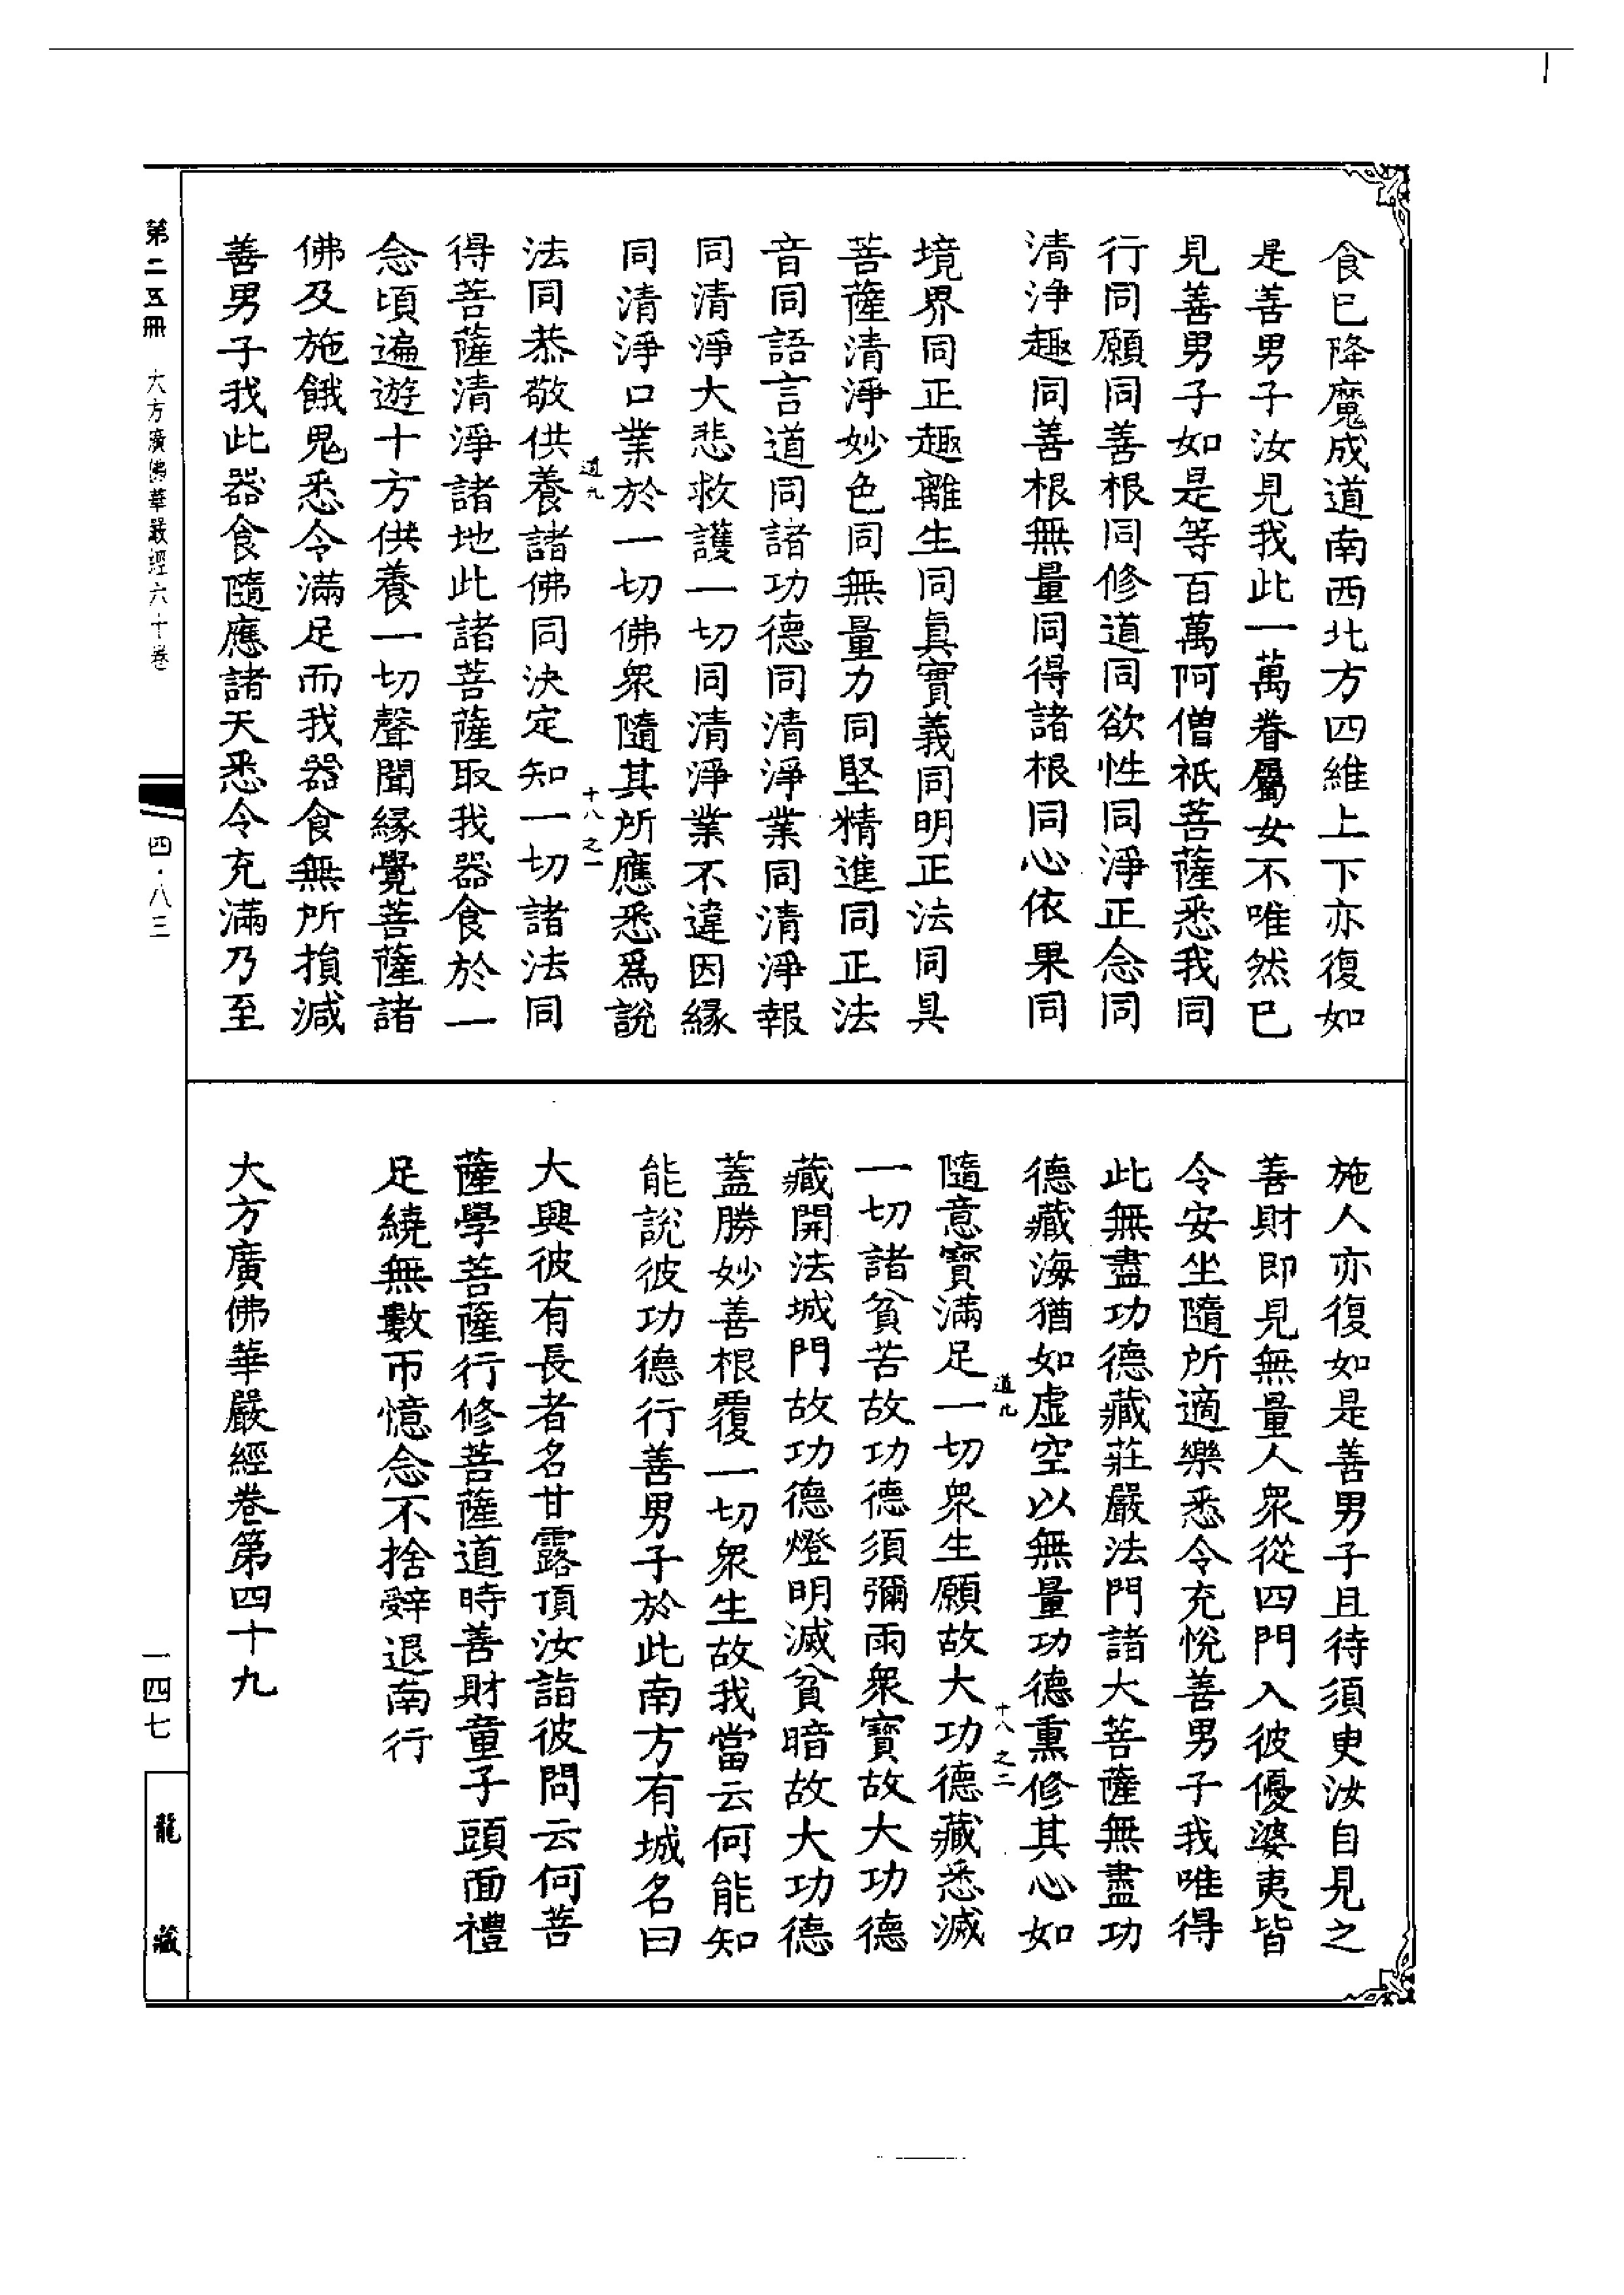 食已降魔成道南西北方四維上下亦復如
是善男子汝見我此一萬眷屬女不唯然已
見善男子如是等百萬阿僧祇菩薩悉我同
行同願同善根同修道同欲性同淨正念同
清淨趣同善根無量同得諸根同心依果同
境界同正趣離生同眞實義同明正法同具
菩薩清淨妙色同無量力同堅精進同正法
音同語言道同諸功德同清淨業同清淨報
同清淨大悲救護一切同清淨業不違因縁
同清淨口業於一切佛衆隨其所應悉爲說
道九
十八之一
法同恭敬供養諸佛同決定知一切諸法同
得菩薩清淨諸地此諸菩薩取我器食於一
念頃遍遊十方供養一切聲聞緣覺菩薩諸
佛及施餓鬼悉令滿足而我器食無所損減
善男子我此器食隨應諸天悉令充滿乃至
施人亦復如是善男子且待須臾汝自見之
善財即見無量人衆從四門入彼優婆夷皆
令安坐隨所適樂悉令充悅善男子我唯得
此無盡功德藏莊嚴法門諸大菩薩無盡功
德藏海猶如虛空以無量功德熏修其心如
道九
十八之二
隨意寶滿足一切衆生願故大功德藏悉滅
一切諸貧苦故功德須彌雨衆寶故大功德
藏開法城門故功德燈明滅貧暗故大功德
蓋勝妙善根覆一切衆生故我當云何能知
能說彼功德行善男子於此南方有城名曰
大興彼有長者名甘露頂汝詣彼問云何菩
薩學菩薩行修菩薩道時善財童子頭面禮
足繞無數帀憶念不捨辤退南行
大方廣佛華嚴經卷第四十九
第二五冊 大方廣佛華嚴經六十卷
四·八三
一四七
龍藏